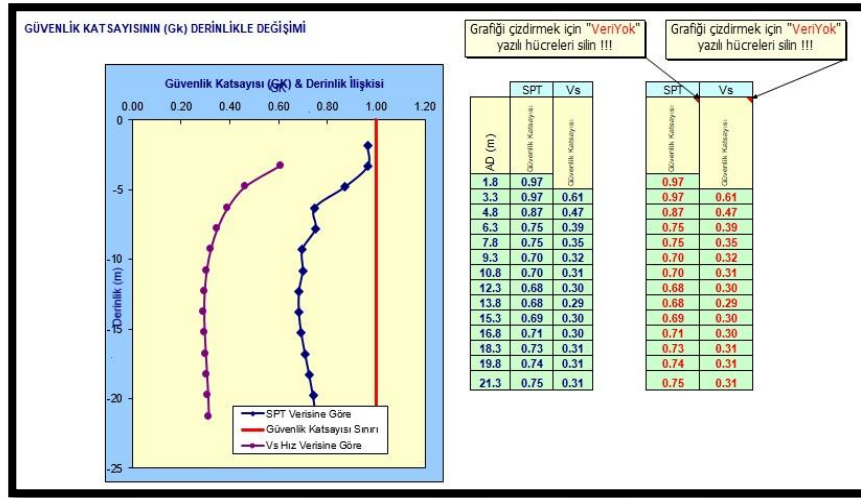 GÜVENLİK KATSAYISININ (Gk) DERİNLİKLE DEĞİŞİMİ
Grafiği çizdirmek için "VeriYok"
yazılı hücreleri silin !!!
Grafiği çizdirmek için "VeriYok"
yazılı hücreleri silin !!!
Güvenlik Katsayısı (GK) & Derinlik İlişkisi
GK
0.00 0.20 0.40 0.60 0.80 1.00 1.20
0
-5
-10
-15
-20
-25
Derinlik (m)
SPT Verisine Göre
Güvenlik Katsayısı Sınırı
Vs Hız Verisine Göre
SPT Vs
AD (m) Güvenlik Katsayısı Güvenlik Katsayısı
1.8 0.97
3.3 0.97 0.61
4.8 0.87 0.47
6.3 0.75 0.39
7.8 0.75 0.35
9.3 0.70 0.32
10.8 0.70 0.31
12.3 0.68 0.30
13.8 0.68 0.29
15.3 0.69 0.30
16.8 0.71 0.30
18.3 0.73 0.31
19.8 0.74 0.31
21.3 0.75 0.31
SPT Vs
Güvenlik Katsayısı Güvenlik Katsayısı
0.97
0.97 0.61
0.87 0.47
0.75 0.39
0.75 0.35
0.70 0.32
0.70 0.31
0.68 0.30
0.68 0.29
0.69 0.30
0.71 0.30
0.73 0.31
0.74 0.31
0.75 0.31